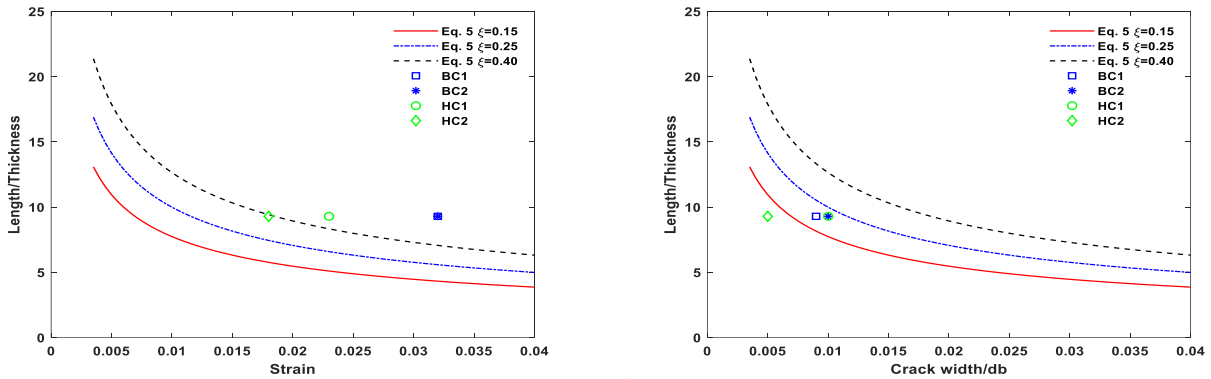 25
20
15
10
5
0
Length/Thickness
Eq. 5 ξ=0.15
Eq. 5 ξ=0.25
Eq. 5 ξ=0.40
BC1
BC2
HC1
HC2
0 0.005 0.01 0.015 0.02 0.025 0.03 0.035 0.04
Strain
25
20
15
10
5
0
Length/Thickness
Eq. 5 ξ=0.15
Eq. 5 ξ=0.25
Eq. 5 ξ=0.40
BC1
BC2
HC1
HC2
0 0.005 0.01 0.015 0.02 0.025 0.03 0.035 0.04
Crack width/db